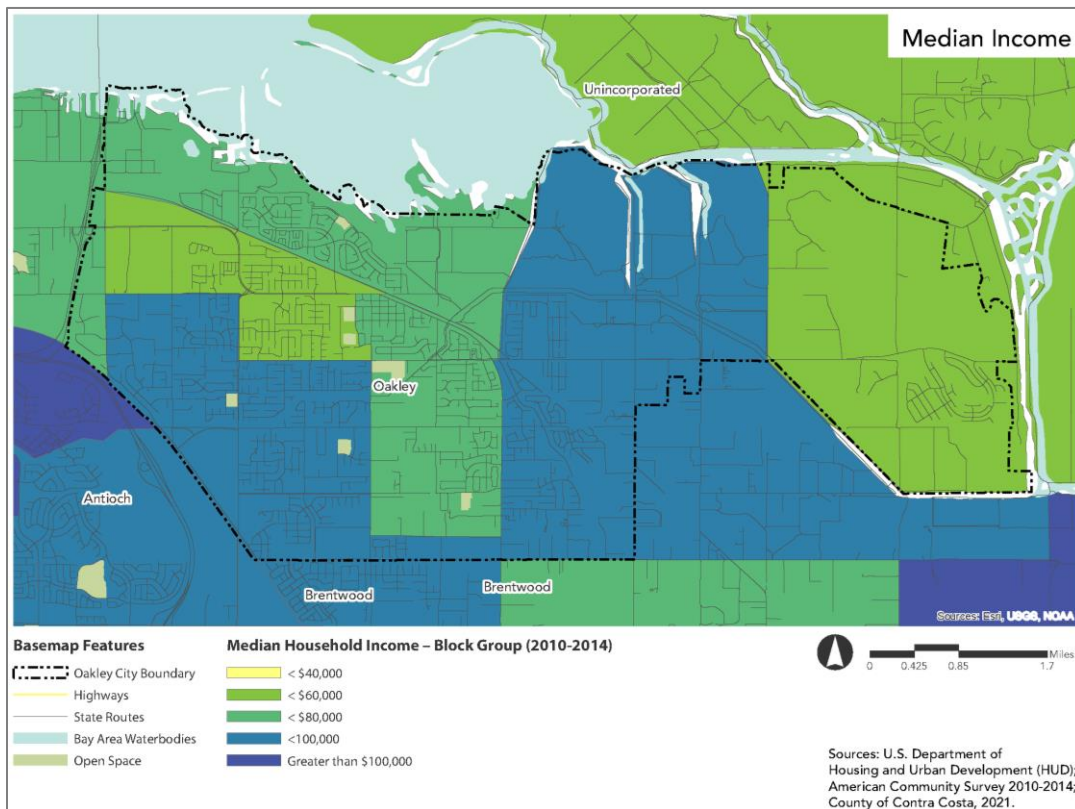 Median Income
Unincorporated
Oakley
Antioch
Brentwood
Brentwood
Sources: Esri, USGS, NOAA
Basemap Features
Oakley City Boundary
Highways
State Routes
Bay Area Waterbodies
Open Space
Median Household Income – Block Group (2010-2014)
< $40,000
< $60,000
< $80,000
<100,000
Greater than $100,000
Miles
0 0.425 0.85 1.7
Sources: U.S. Department of
Housing and Urban Development (HUD);
American Community Survey 2010-2014;
County of Contra Costa, 2021.